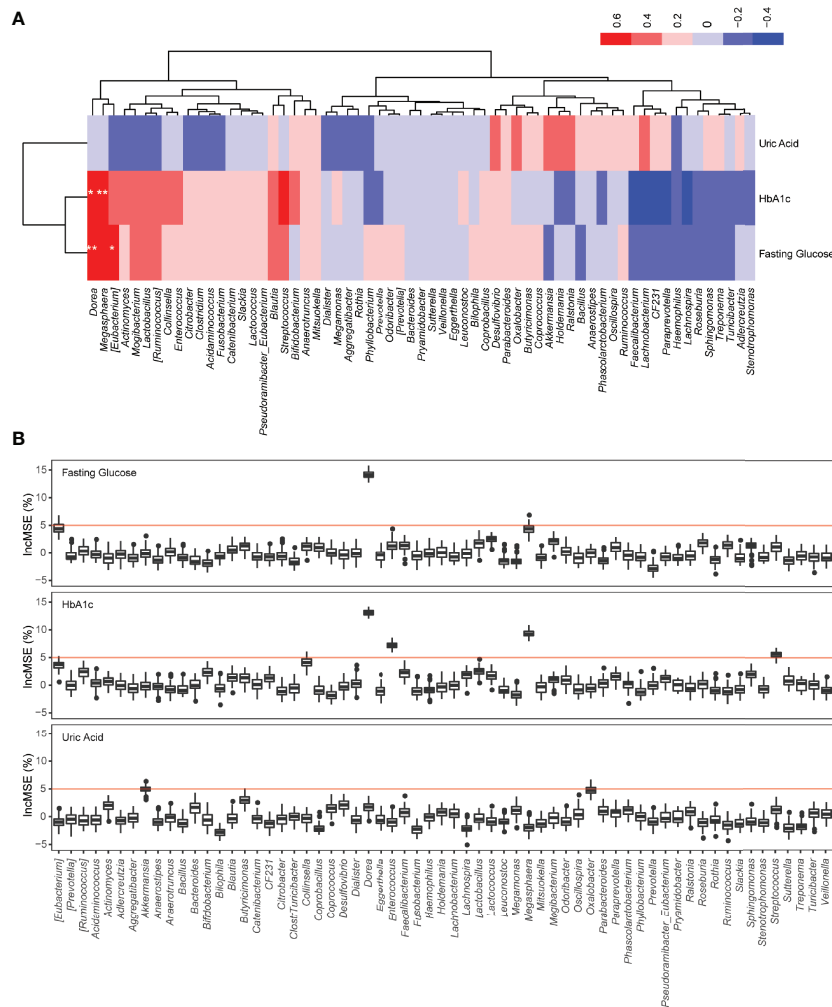 A
0.6
0.4
0.2
0
−0.2
−0.4
Uric Acid
* **
HbA1c
** *
Fasting Glucose
Dorea
Megasphaera
[Eubacterium]
Actinomyces
Mogibacterium
Lactobacillus
[Ruminococcus]
Collinsella
Enterococcus
Citrobacter
Clostridium
Acidaminococcus
Fusobacterium
Catenibacterium
Slackia
Lactococcus
Pseudoramibacter_Eubacterium
Blautia
Streptococcus
Bifidobacterium
Anaerotruncus
Mitsuokella
Dialister
Megamonas
Aggregatibacter
Rothia
Phyllobacterium
Prevotella
Odoribacter
[Prevotella]
Bacteroides
Pryamidobacter
Sutterella
Veillonella
Eggerthella
Leuconostoc
Bilophila
Coprobacillus
Desulfovibrio
Parabacteroides
Oxalobacter
Butyricimonas
Coprococcus
Akkermansia
Holdemania
Ralstonia
Bacillus
Anaerostipes
Phascolarctobacterium
Oscillospira
Ruminococcus
Faecalibacterium
Lachnobacterium
CF231
Paraprevotella
Haemophilus
Lachnospira
Roseburia
Sphingomonas
Treponema
Turicibacter
Adlercreutzia
Stenotrophomonas
B
Fasting Glucose
IncMSE (%)
15
10
5
0
−5
HbA1c
IncMSE (%)
15
10
5
0
−5
Uric Acid
IncMSE (%)
15
10
5
0
−5
[Eubacterium]
[Prevotella]
[Ruminococcus]
Acidaminococcus
Actinomyces
Adlercreutzia
Aggregatibacter
Akkermansia
Anaerostipes
Anaerotruncus
Bacillus
Bacteroides
Bifidobacterium
Bilophila
Blautia
Butyricimonas
Catenibacterium
CF231
Citrobacter
Collinsella
Coprobacillus
Coprococcus
Desulfovibrio
Dialister
Dorea
Eggerthella
Enterococcus
Faecalibacterium
Fusobacterium
Haemophilus
Holdemania
Lachnobacterium
Lachnospira
Lactobacillus
Lactococcus
Leuconostoc
Megamonas
Megasphaera
Mitsuokella
Mogibacterium
Odoribacter
Oscillospira
Oxalobacter
Parabacteroides
Paraprevotella
Phascolarctobacterium
Phyllobacterium
Prevotella
Pseudoramibacter_Eubacterium
Pryamidobacter
Ralstonia
Roseburia
Rothia
Ruminococcus
Slackia
Sphingomonas
Stenotrophomonas
Streptococcus
Sutterella
Treponema
Turicibacter
Veillonella